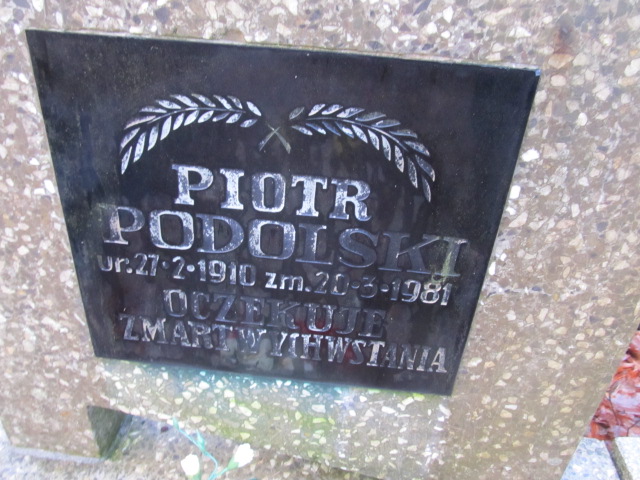 PIOTR
PODOLSKI
ur. 27·2·1910 zm. 20·3·1981
OCZEKUJE
ZMARTWYCHWSTANIA